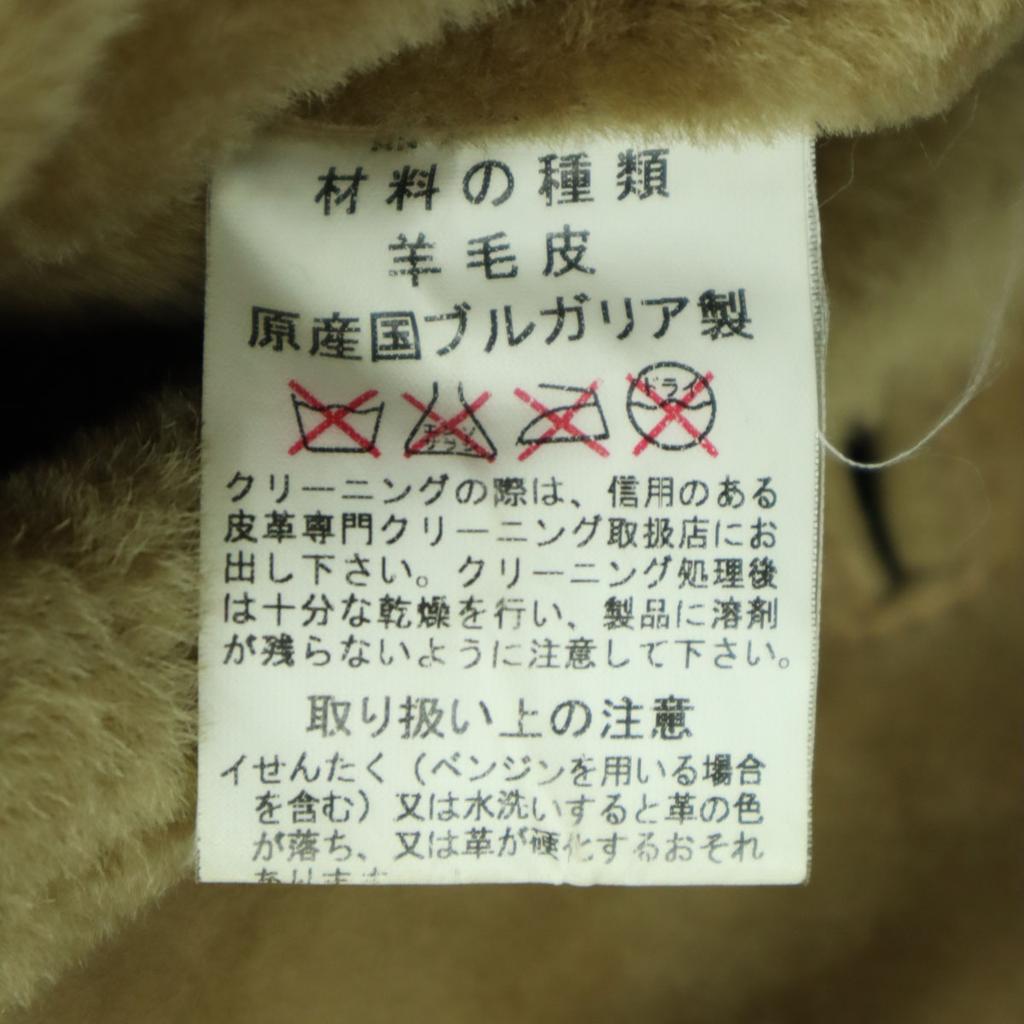 材料の種類
羊毛皮
原産国ブルガリア製
ドライ
クリーニングの際は、信用のある
皮革専門クリーニング取扱店にお
出し下さい。クリーニング処理後
は十分な乾燥を行い、製品に溶剤
が残らないように注意して下さい。
取り扱い上の注意
イせんたく（ベンジンを用いる場合
を含む）又は水洗いすると革の色
が落ち、又は革が硬化するおそれ